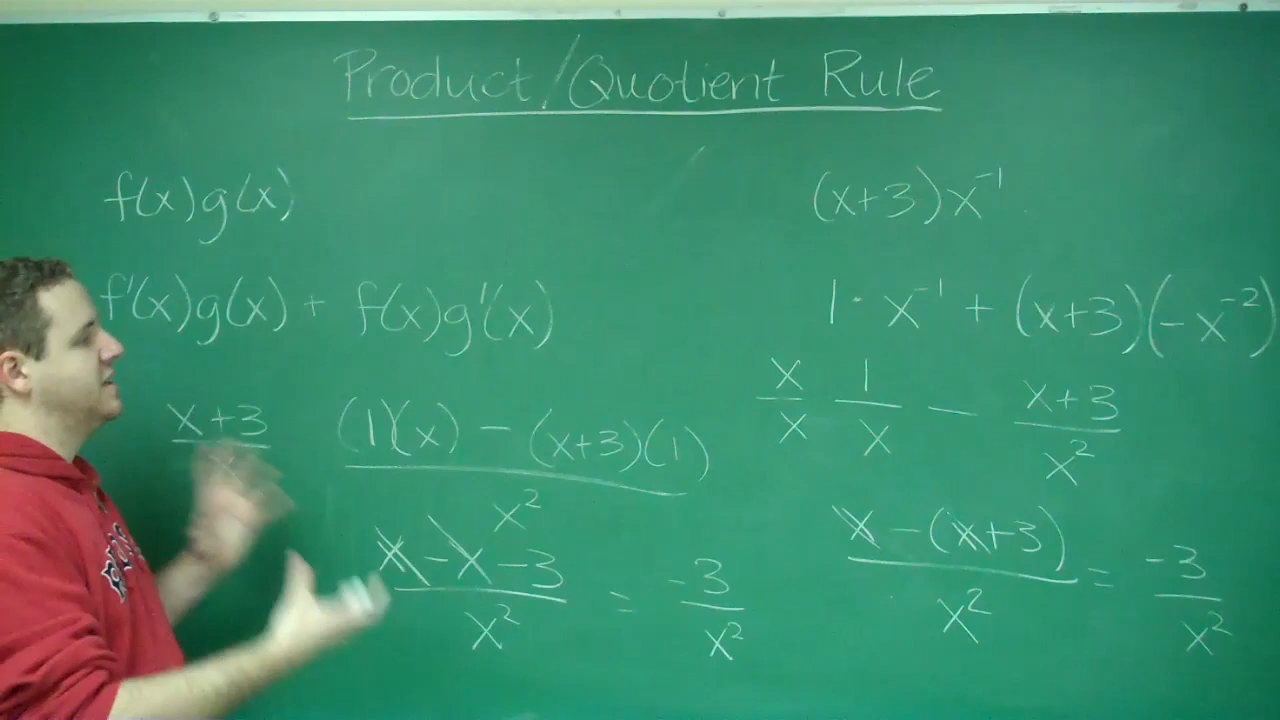 Product/Quotient Rule
f(x)g(x)
f'(x)g(x) + f(x)g'(x)
x+3
(1)(x) - (x+3)(1)
x²
x-x-3
x²
= -3
x²
(x+3)x⁻¹
1· x⁻¹ + (x+3)(-x⁻²)
x/x 1/x - x+3/x²
x-(x+3)
x²
= -3
x²